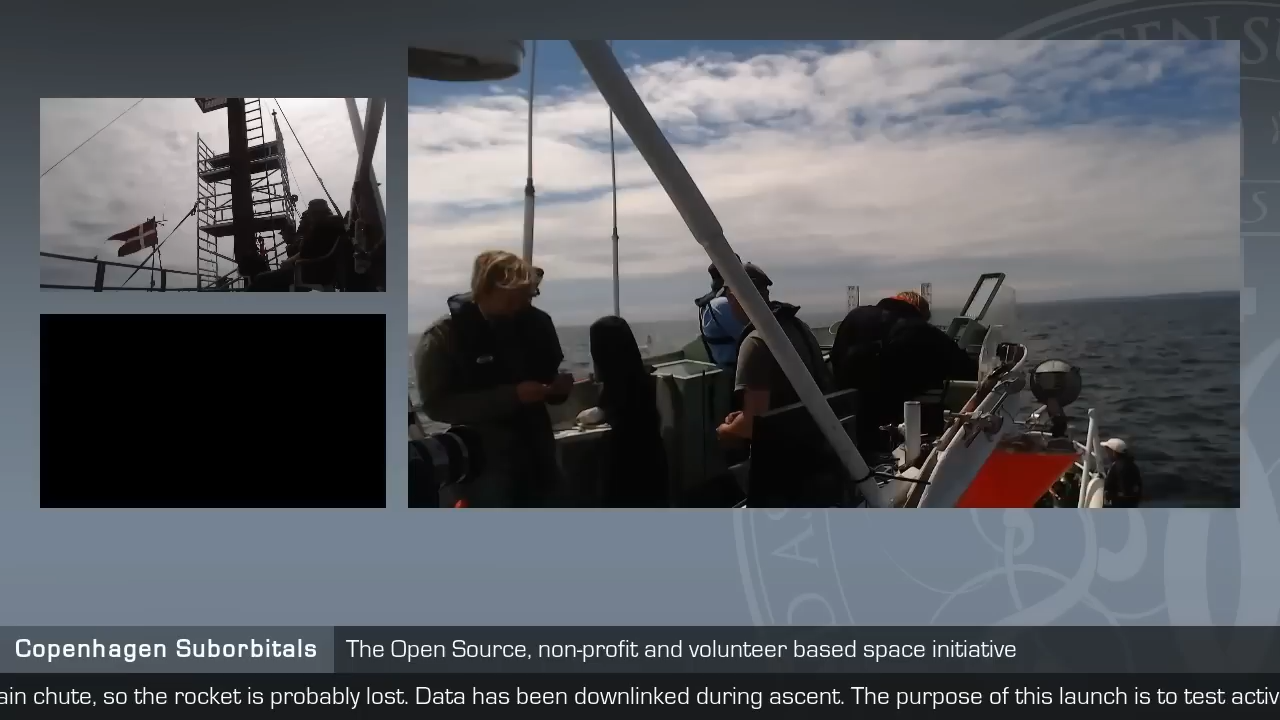 Copenhagen Suborbitals
The Open Source, non-profit and volunteer based space initiative
ain chute, so the rocket is probably lost. Data has been downlinked during ascent. The purpose of this launch is to test activ